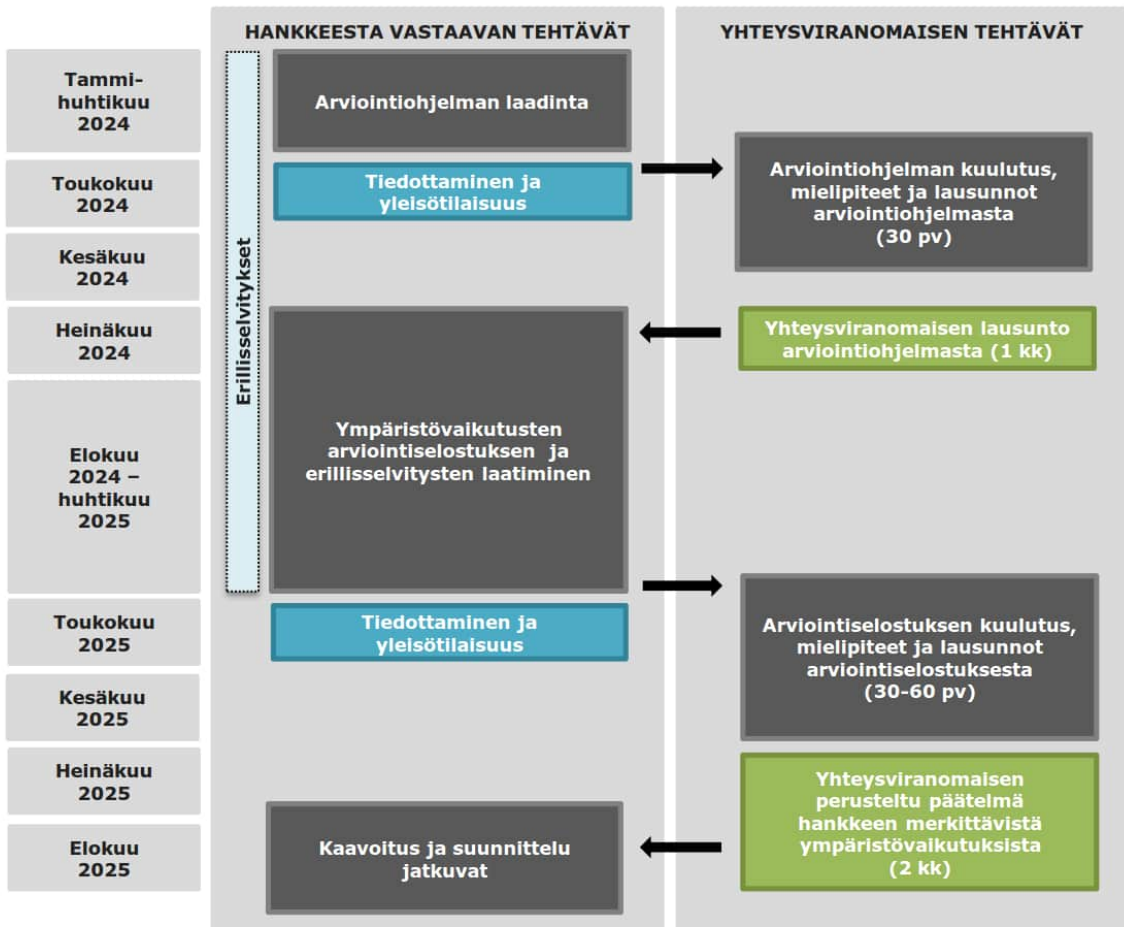 HANKKEESTA VASTAAVAN TEHTÄVÄT
YHTEYSVIRANOMAISEN TEHTÄVÄT
Tammi-
huhtikuu
2024
Toukokuu
2024
Kesäkuu
2024
Heinäkuu
2024
Elokuu
2024 –
huhtikuu
2025
Toukokuu
2025
Kesäkuu
2025
Heinäkuu
2025
Elokuu
2025
Erillisselvitykset
Arviointiohjelman laadinta
Tiedottaminen ja
yleisötilaisuus
Ympäristövaikutusten
arviointiselostuksen ja
erillisselvitysten laatiminen
Tiedottaminen ja
yleisötilaisuus
Kaavoitus ja suunnittelu
jatkuvat
Arviointiohjelman kuulutus,
mielipiteet ja lausunnot
arviointiohjelmasta
(30 pv)
Yhteysviranomaisen lausunto
arviointiohjelmasta (1 kk)
Arviointiselostuksen kuulutus,
mielipiteet ja lausunnot
arviointiselostuksesta
(30-60 pv)
Yhteysviranomaisen
perusteltu päätelmä
hankkeen merkittävistä
ympäristövaikutuksista
(2 kk)